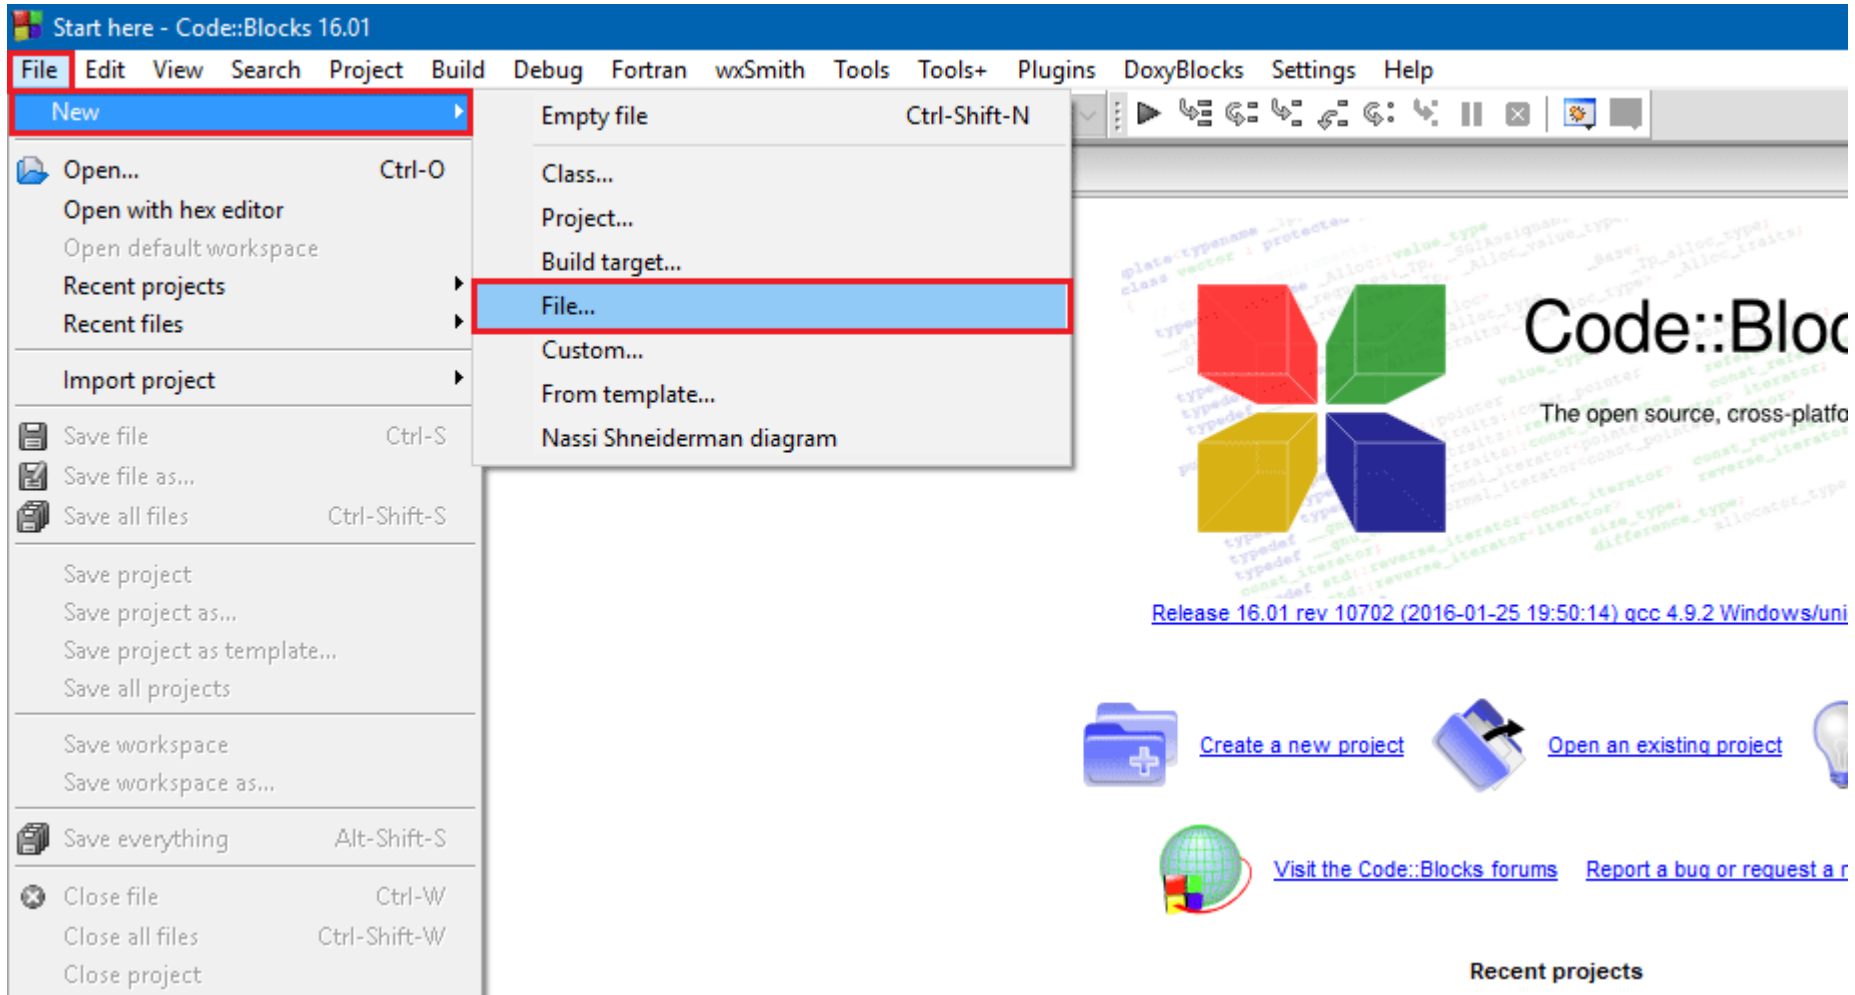 Start here - Code::Blocks 16.01
File Edit View Search Project Build Debug Fortran wxSmith Tools Tools+ Plugins DoxyBlocks Settings Help
New
Open... Ctrl-O
Open with hex editor
Open default workspace
Recent projects
Recent files
Import project
Save file Ctrl-S
Save file as...
Save all files Ctrl-Shift-S
Save project
Save project as...
Save project as template...
Save all projects
Save workspace
Save workspace as...
Save everything Alt-Shift-S
Close file Ctrl-W
Close all files Ctrl-Shift-W
Close project
Empty file Ctrl-Shift-N
Class...
Project...
Build target...
File...
Custom...
From template...
Nassi Shneiderman diagram
Code::Bloc
The open source, cross-platfo
Release 16.01 rev 10702 (2016-01-25 19:50:14) gcc 4.9.2 Windows/uni
Create a new project Open an existing project
Visit the Code::Blocks forums Report a bug or request a
Recent projects